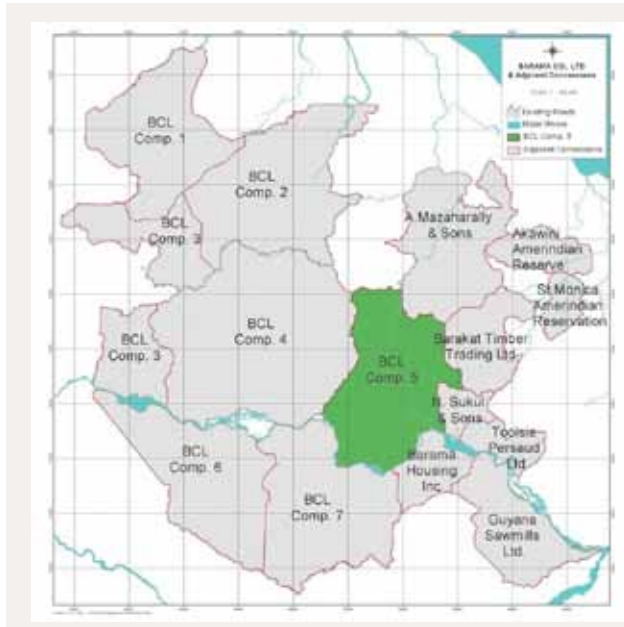 BARAMA CO., LTD
& Adjacent Concessions
Existing Roads
Major Rivers
BCL Comp. 5
Adjacent Concessions
BCL
Comp. 1
BCL
Comp. 2
BCL
Comp. 3
A Mazaharally
& Sons
Akawini
Amerindian
Reserve
St Monica
Amerindian
Reservation
BCL
Comp. 3
BCL
Comp. 4
BCL
Comp. 5
Barakat Timber
Trading Ltd
N. Sukul
& Sons
Toolsie
Persaud
Ltd
Barama
Housing
Inc
BCL
Comp. 6
BCL
Comp. 7
Guyana
Sawmills
Ltd